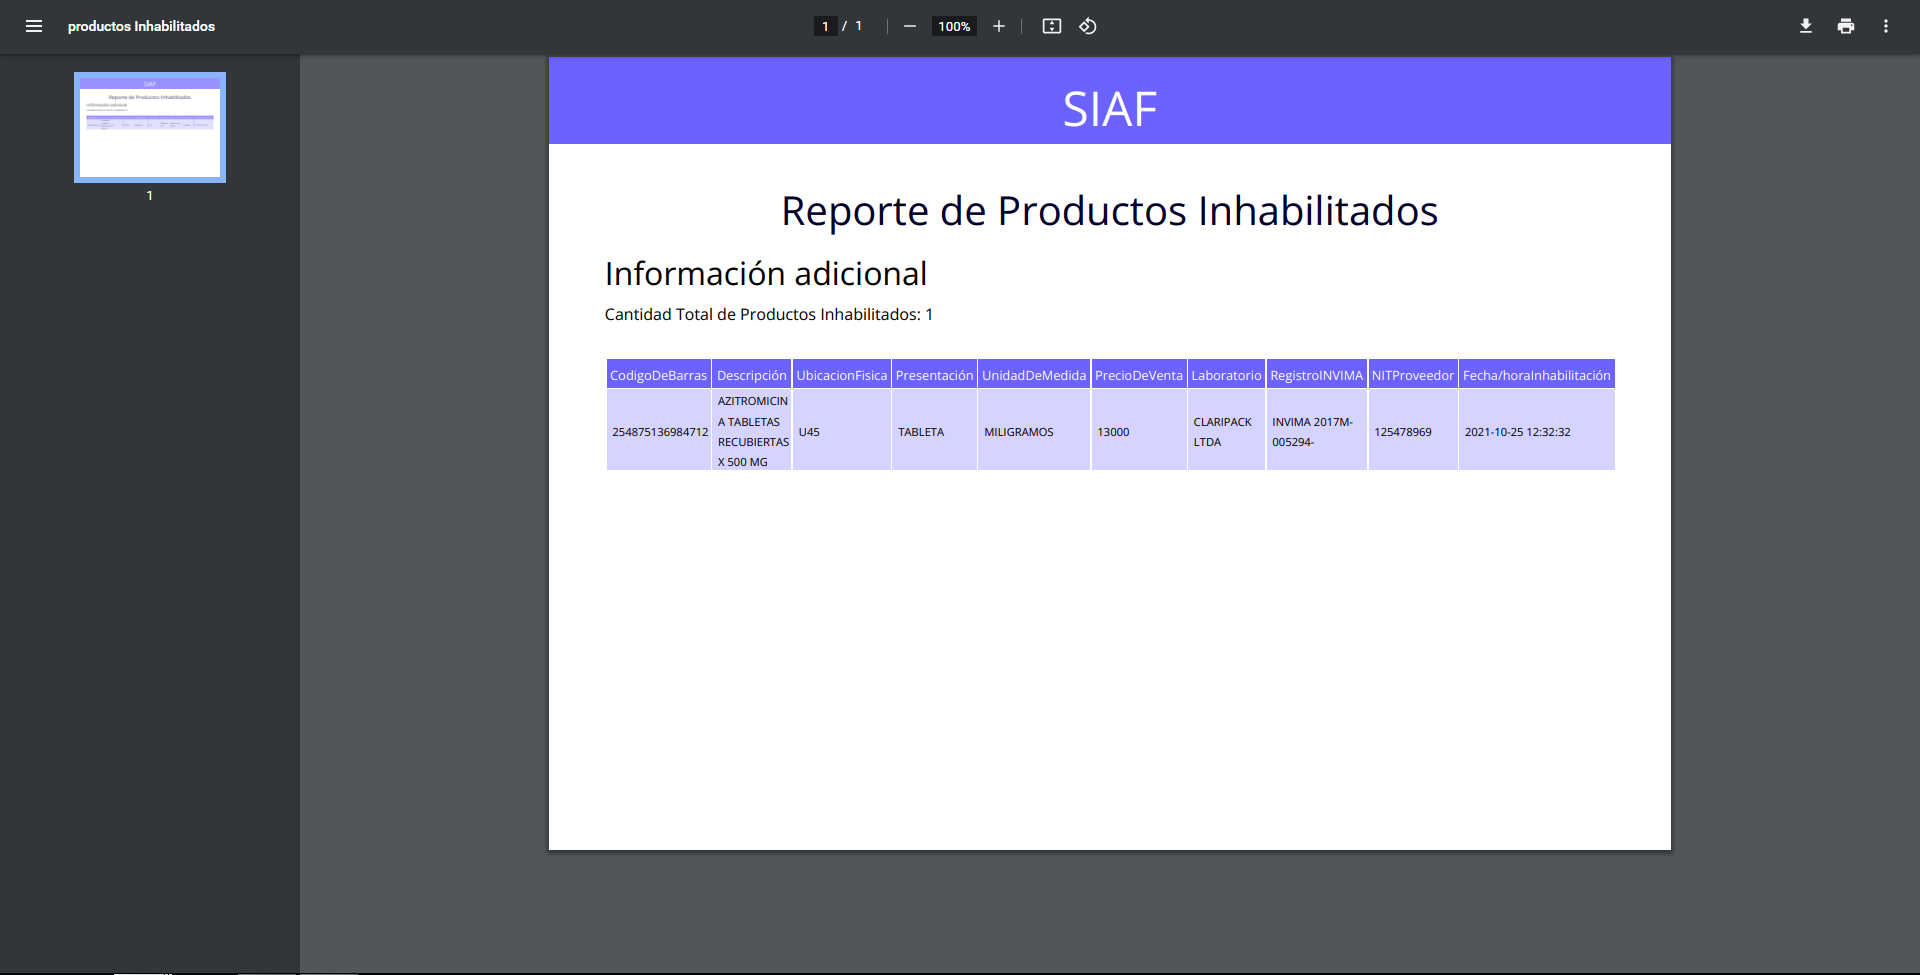 productos Inhabilitados
1 / 1
100%
1
SIAF
Reporte de Productos Inhabilitados
Información adicional
Cantidad Total de Productos Inhabilitados: 1
CodigoDeBarras Descripción UbicacionFisica Presentación UnidadDeMedida PrecioDeVenta Laboratorio RegistroINVIMA NITProveedor Fecha/horaInhabilitación
254875136984712
AZITROMICIN
A TABLETAS
RECUBIERTAS
X 500 MG
U45
TABLETA
MILIGRAMOS
13000
CLARIPACK
LTDA
INVIMA 2017M-
005294-
125478969
2021-10-25 12:32:32